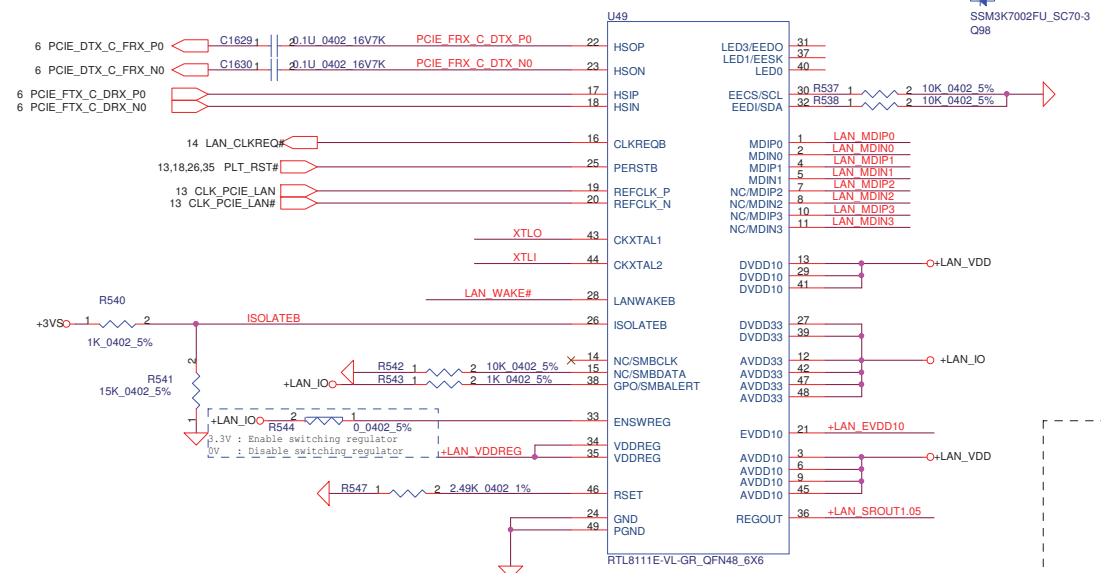 SSM3K7002FU_SC70-3
Q98
U49
6 PCIE_DTX_C_FRX_P0 C1629 1 2 0.1U_0402_16V7K PCIE_FRX_C_DTX_P0 22 HSOP LED3/EEDO 31
LED1/EESK 37
6 PCIE_DTX_C_FRX_N0 C1630 1 2 0.1U_0402_16V7K PCIE_FRX_C_DTX_N0 23 HSON LED0 40
6 PCIE_FTX_C_DRX_P0 17 HSIP EECS/SCL 30 R537 1 2 10K_0402_5%
6 PCIE_FTX_C_DRX_N0 18 HSIN EEDI/SDA 32 R538 1 2 10K_0402_5%
14 LAN_CLKREQ# 16 CLKREQB MDIP0 1 LAN_MDIP0
MDIN0 2 LAN_MDIN0
13,18,26,35 PLT_RST# 25 PERSTB MDIP1 4 LAN_MDIP1
MDIN1 5 LAN_MDIN1
13 CLK_PCIE_LAN 19 REFCLK_P NC/MDIP2 7 LAN_MDIP2
13 CLK_PCIE_LAN# 20 REFCLK_N NC/MDIN2 8 LAN_MDIN2
NC/MDIP3 10 LAN_MDIP3
NC/MDIN3 11 LAN_MDIN3
XTLO 43 CKXTAL1
XTLI 44 CKXTAL2 DVDD10 13 +LAN_VDD
DVDD10 29
DVDD10 41
LAN_WAKE# 28 LANWAKEB
R540
+3VS 1 2 ISOLATEB 26 ISOLATEB DVDD33 27
1K_0402_5% DVDD33 39
14 NC/SMBCLK AVDD33 12 +LAN_IO
R542 1 2 10K_0402_5% 15 NC/SMBDATA AVDD33 42
+LAN_IO R543 1 2 1K_0402_5% 38 GPO/SMBALERT AVDD33 47
AVDD33 48
2
R541
15K_0402_5%
1
+LAN_IO 2 1 33 ENSWREG
R544 0_0402_5%
EVDD10 21 +LAN_EVDD10
3.3V : Enable switching regulator 34 VDDREG
0V : Disable switching regulator +LAN_VDDREG 35 VDDREG AVDD10 3 +LAN_VDD
AVDD10 6
AVDD10 9
R547 1 2 2.49K_0402_1% 46 RSET AVDD10 45
24 GND REGOUT 36 +LAN_SROUT1.05
49 PGND
RTL8111E-VL-GR_QFN48_6X6